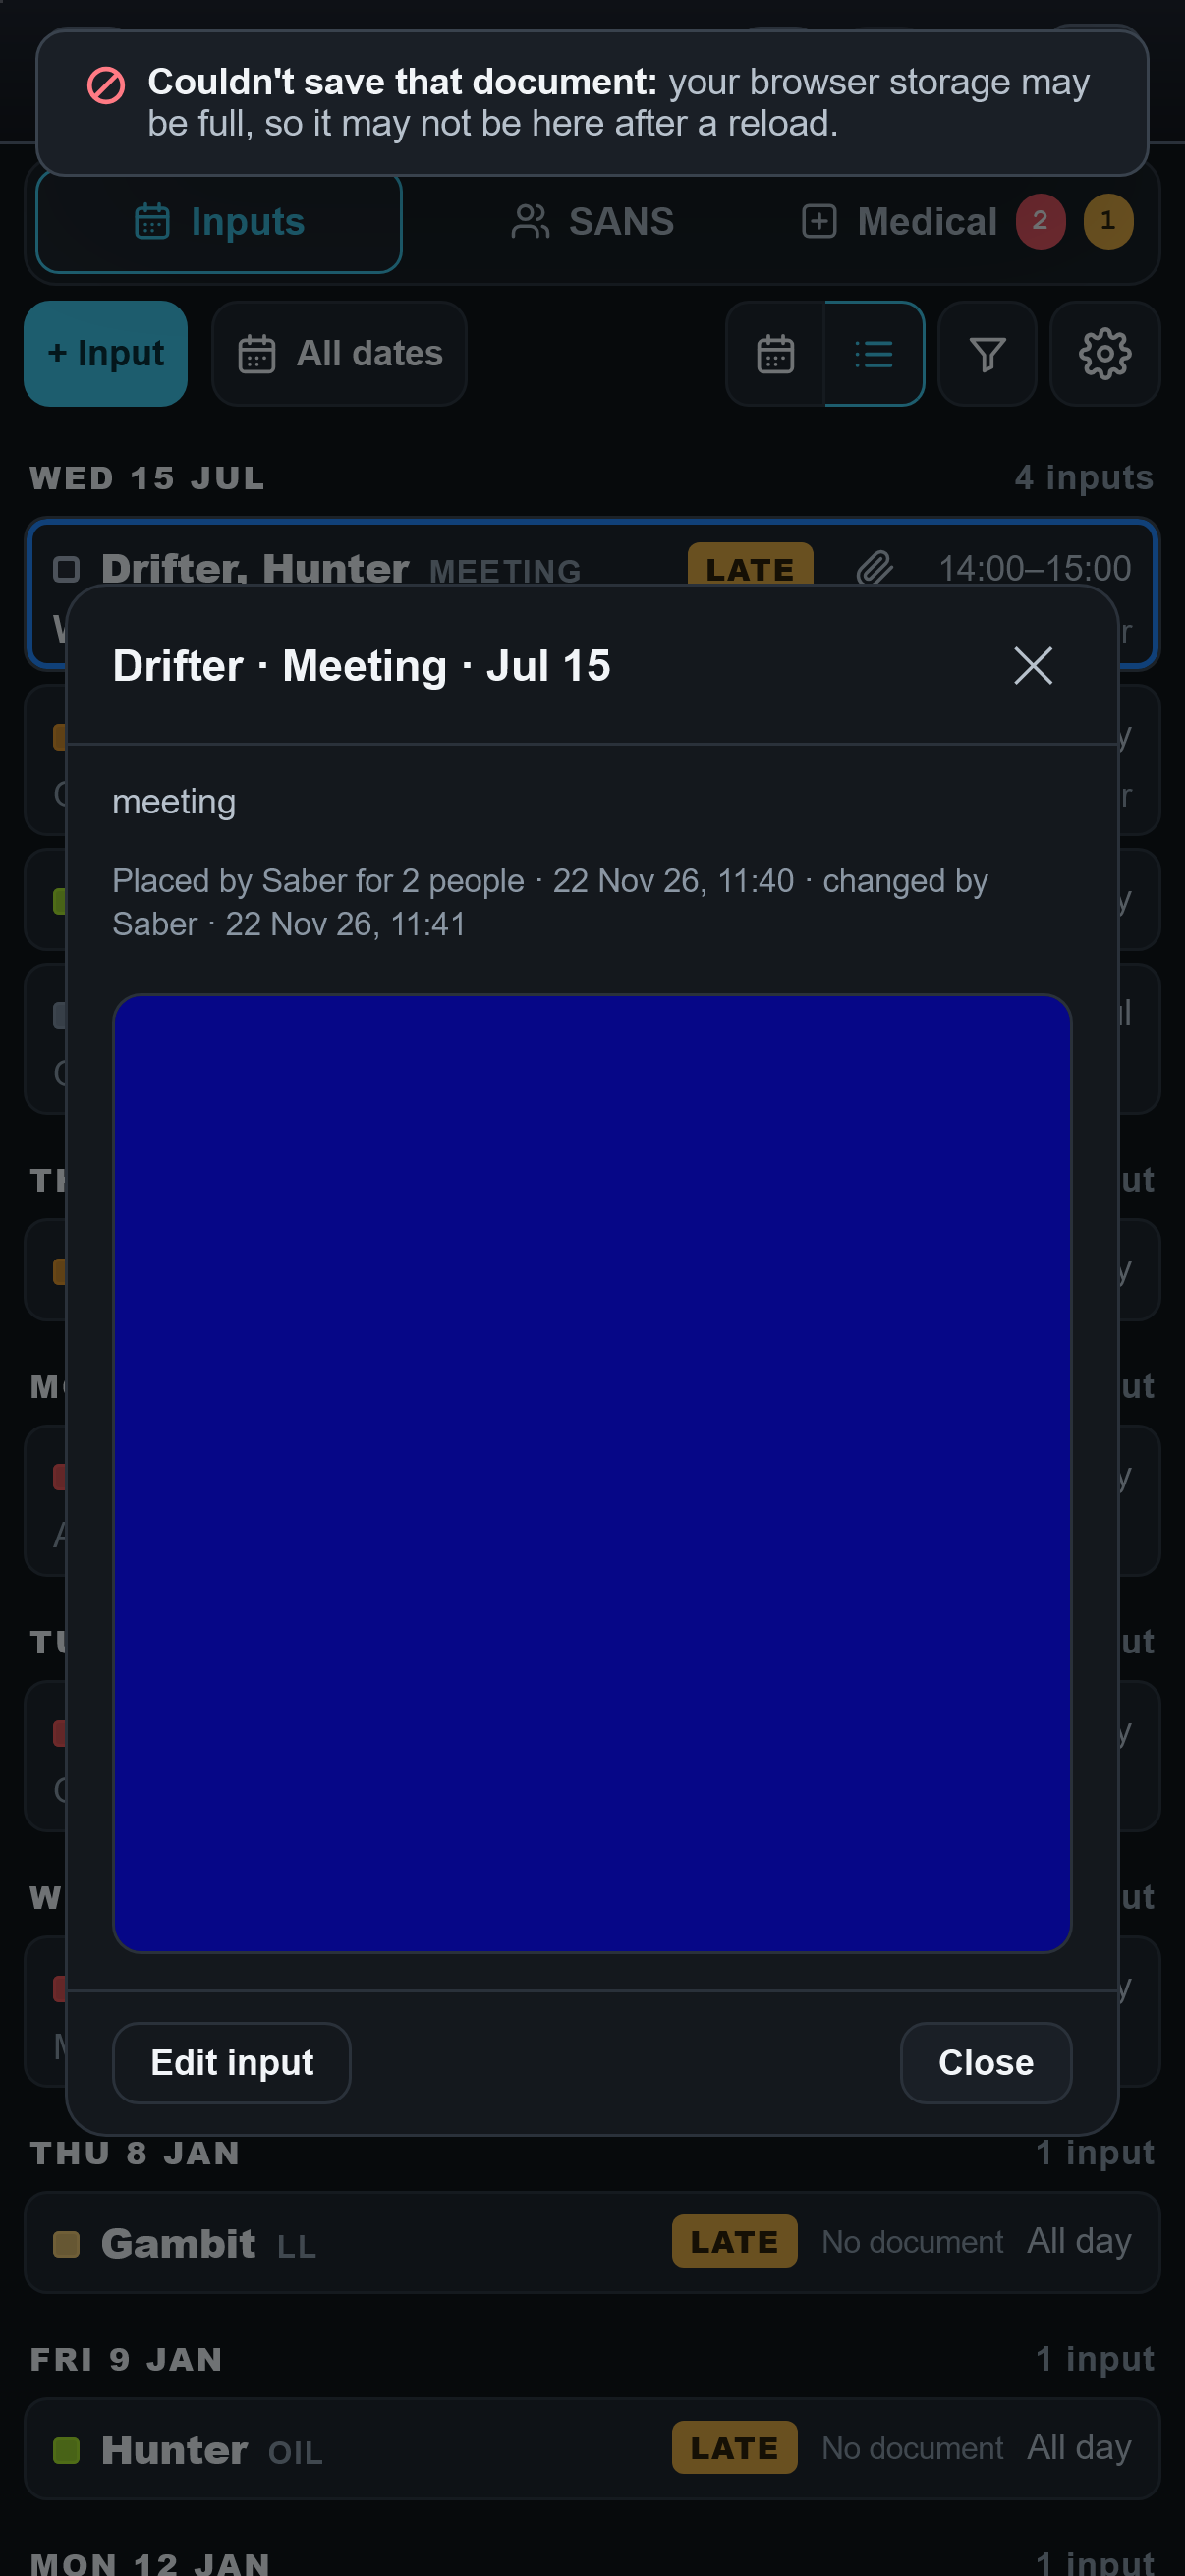 Couldn't save that document: your browser storage may
be full, so it may not be here after a reload.
Inputs
SANS
Medical
2
1
+ Input
All dates
WED 15 JUL
4 inputs
Drifter, Hunter MEETING
LATE
14:00–15:00
Drifter · Meeting · Jul 15
meeting
Placed by Saber for 2 people · 22 Nov 26, 11:40 · changed by
Saber · 22 Nov 26, 11:41
Edit input
Close
THU 8 JAN
1 input
Gambit LL
LATE
No document
All day
FRI 9 JAN
1 input
Hunter OIL
LATE
No document
All day
MON 12 JAN
1 input